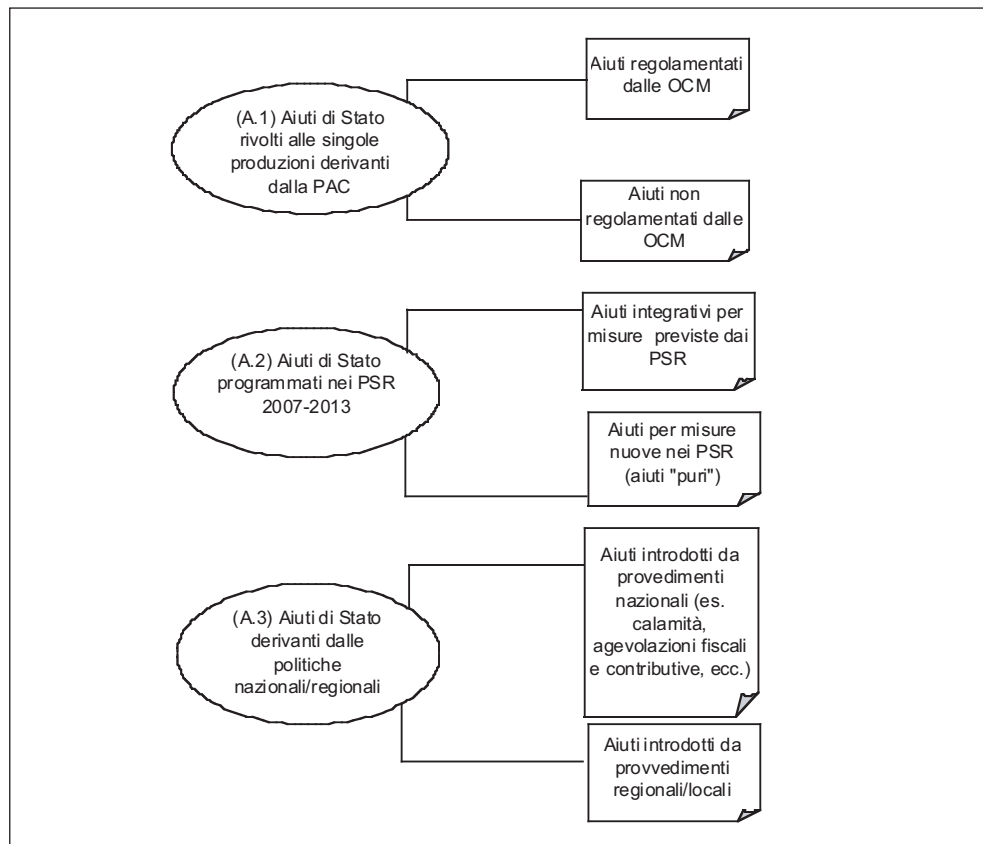 (A.1) Aiuti di Stato
rivolti alle singole
produzioni derivanti
dalla PAC
Aiuti regolamentati
dalle OCM
Aiuti non
regolamentati dalle
OCM
(A.2) Aiuti di Stato
programmati nei PSR
2007-2013
Aiuti integrativi per
misure previste dai
PSR
Aiuti per misure
nuove nei PSR
(aiuti "puri")
(A.3) Aiuti di Stato
derivanti dalle
politiche
nazionali/regionali
Aiuti introdotti da
provedimenti
nazionali (es.
calamità,
agevolazioni fiscali
e contributive, ecc.)
Aiuti introdotti da
provvedimenti
regionali/locali